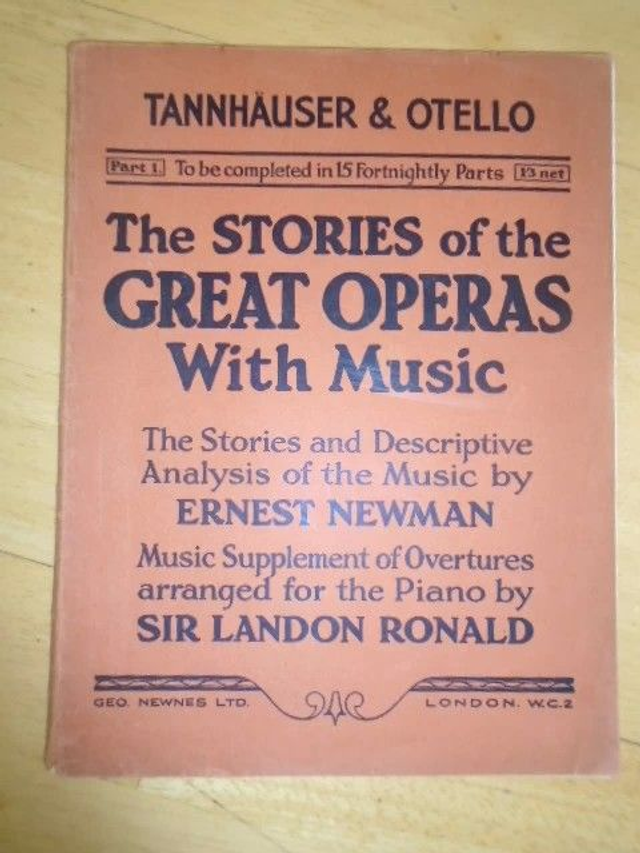 TANNHÄUSER & OTELLO
Part 1. To be completed in 15 Fortnightly Parts 1/3 net
The STORIES of the
GREAT OPERAS
With Music
The Stories and Descriptive
Analysis of the Music by
ERNEST NEWMAN
Music Supplement of Overtures
arranged for the Piano by
SIR LANDON RONALD
GEO. NEWNES LTD. LONDON. W.C.2